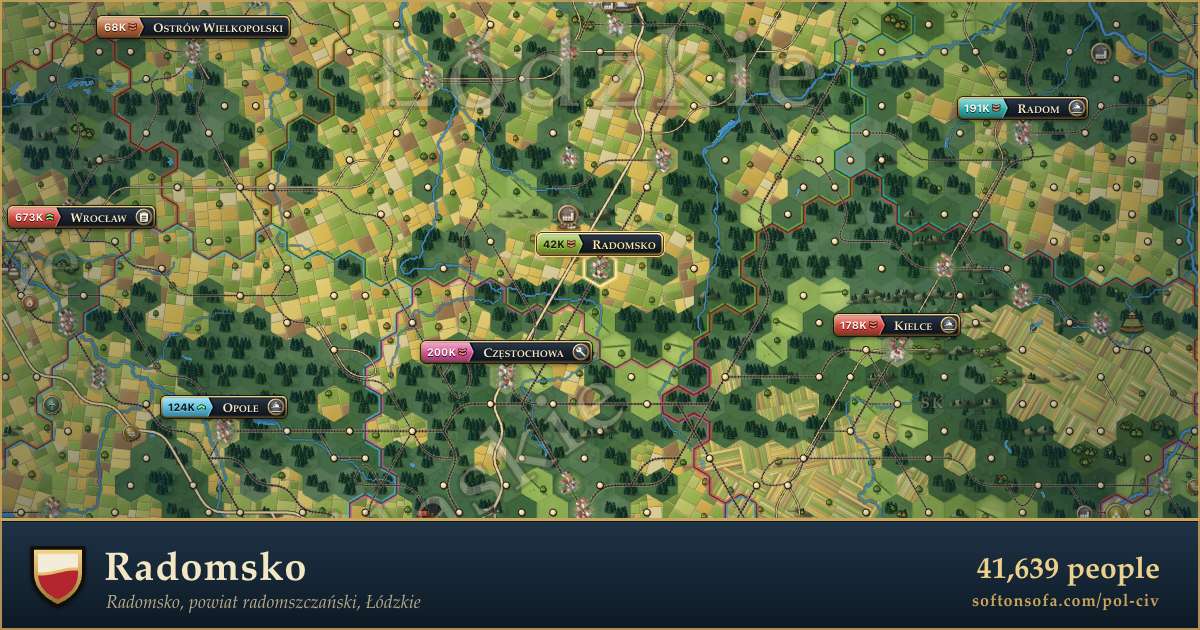 68K OSTRÓW WIELKOPOLSKI
Łódzkie
191K RADOM
673K WROCŁAW
42K RADOMSKO
178K KIELCE
200K CZĘSTOCHOWA
124K OPOLE
Radomsko
41,639 people
Radomsko, powiat radomszczański, Łódzkie
softonsofa.com/pol-civ